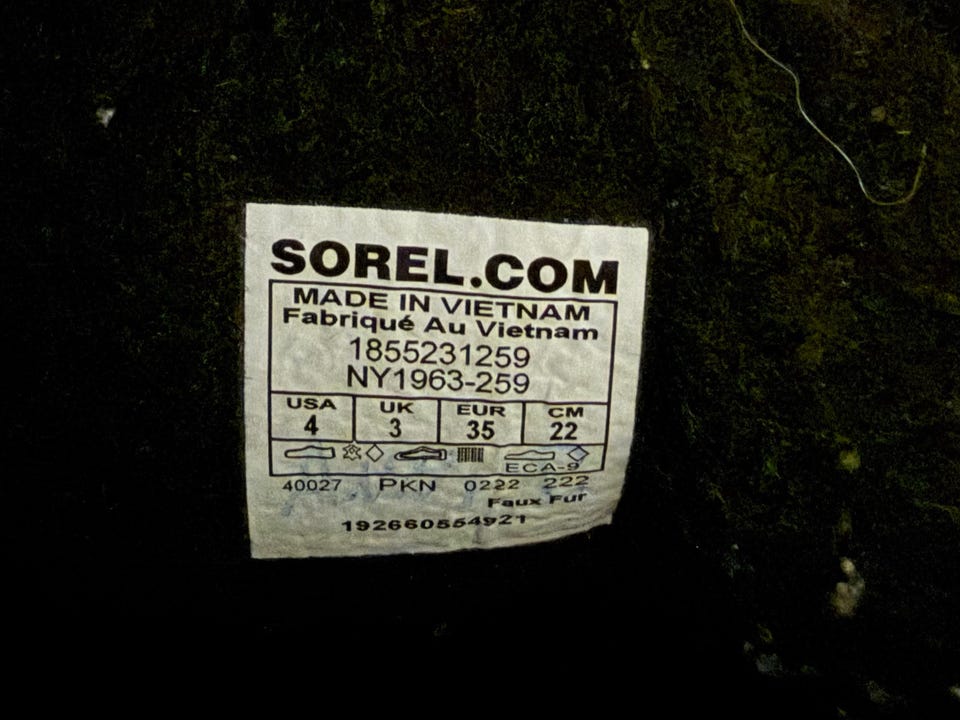 SOREL.COM
MADE IN VIETNAM
Fabriqué Au Vietnam
1855231259
NY1963-259
USA UK EUR CM
4 3 35 22
ECA-9
40027 PKN 0222 222
Faux Fur
192660554921